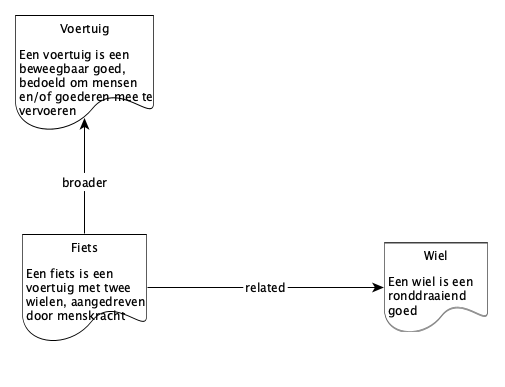 Voertuig
Een voertuig is een
beweegbaar goed,
bedoeld om mensen
en/of goederen mee te
vervoeren
broader
Fiets
Een fiets is een
voertuig met twee
wielen, aangedreven
door menskracht
related
Wiel
Een wiel is een
ronddraaiend
goed